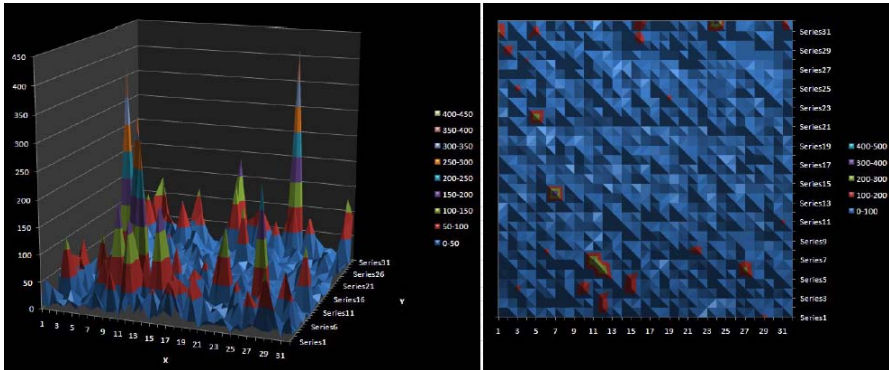 450
400
350
300
250
200
150
100
50
0
1 3 5 7 9 11 13 15 17 19 21 23 25 27 29 31
X
Series31
Series26
Series21
Series16
Series11
Series6
Series1
Y
400-450
350-400
300-350
250-300
200-250
150-200
100-150
50-100
0-50
Series31
Series29
Series27
Series25
Series23
Series21
Series19
Series17
Series15
Series13
Series11
Series9
Series7
Series5
Series3
Series1
1 3 5 7 9 11 13 15 17 19 21 23 25 27 29 31
400-500
300-400
200-300
100-200
0-100